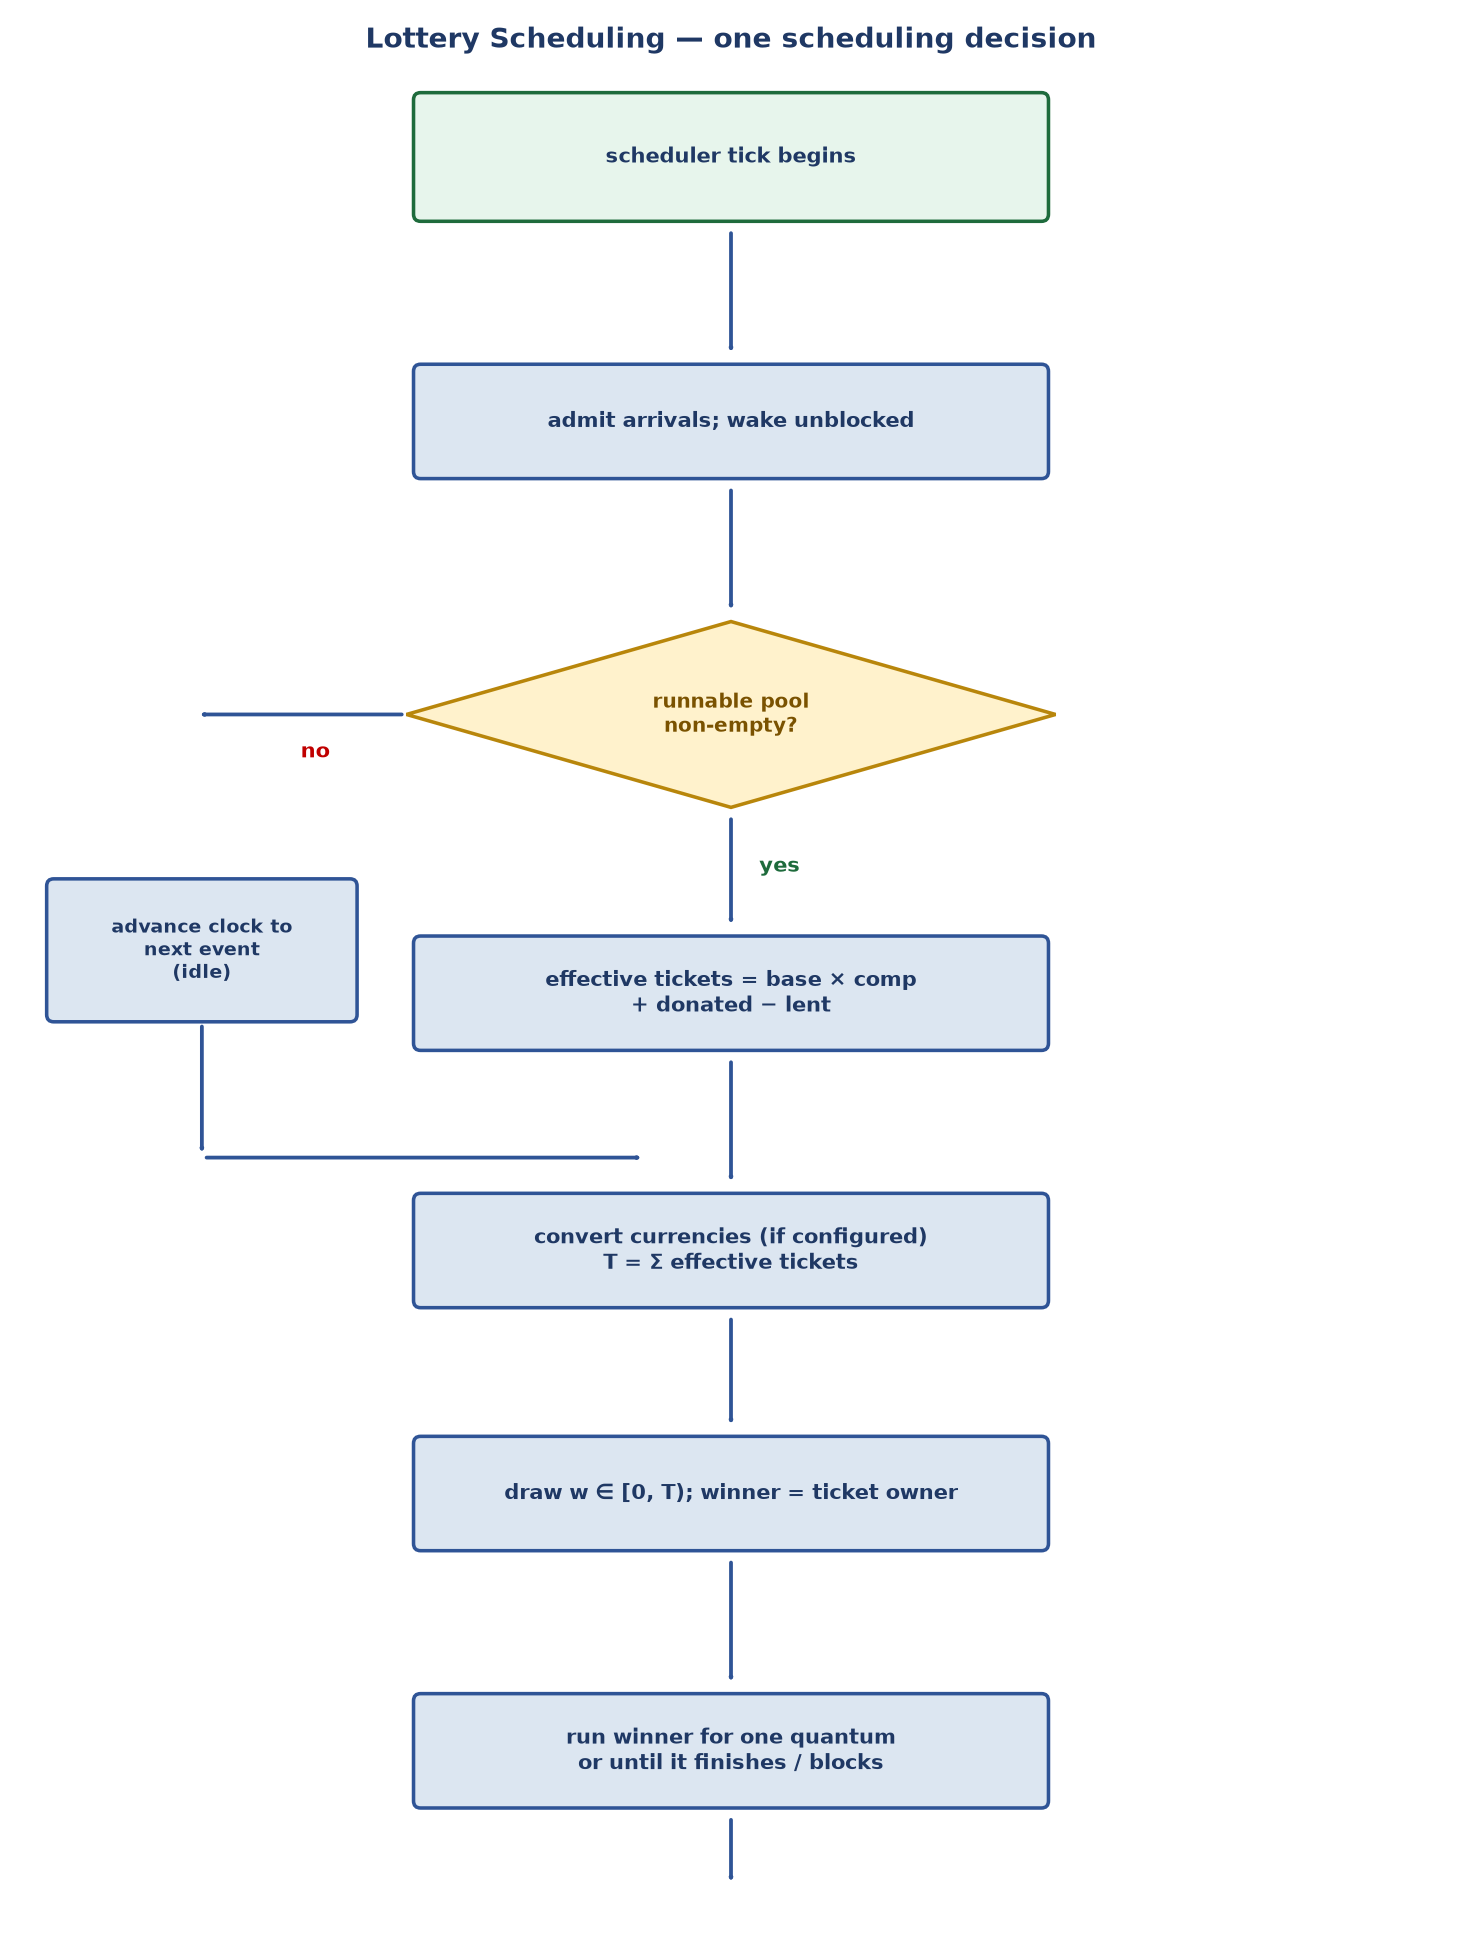 Lottery Scheduling — one scheduling decision
scheduler tick begins
admit arrivals; wake unblocked
runnable pool
non-empty?
no
yes
advance clock to
next event
(idle)
effective tickets = base × comp
+ donated − lent
convert currencies (if configured)
T = Σ effective tickets
draw w ∈ [0, T); winner = ticket owner
run winner for one quantum
or until it finishes / blocks